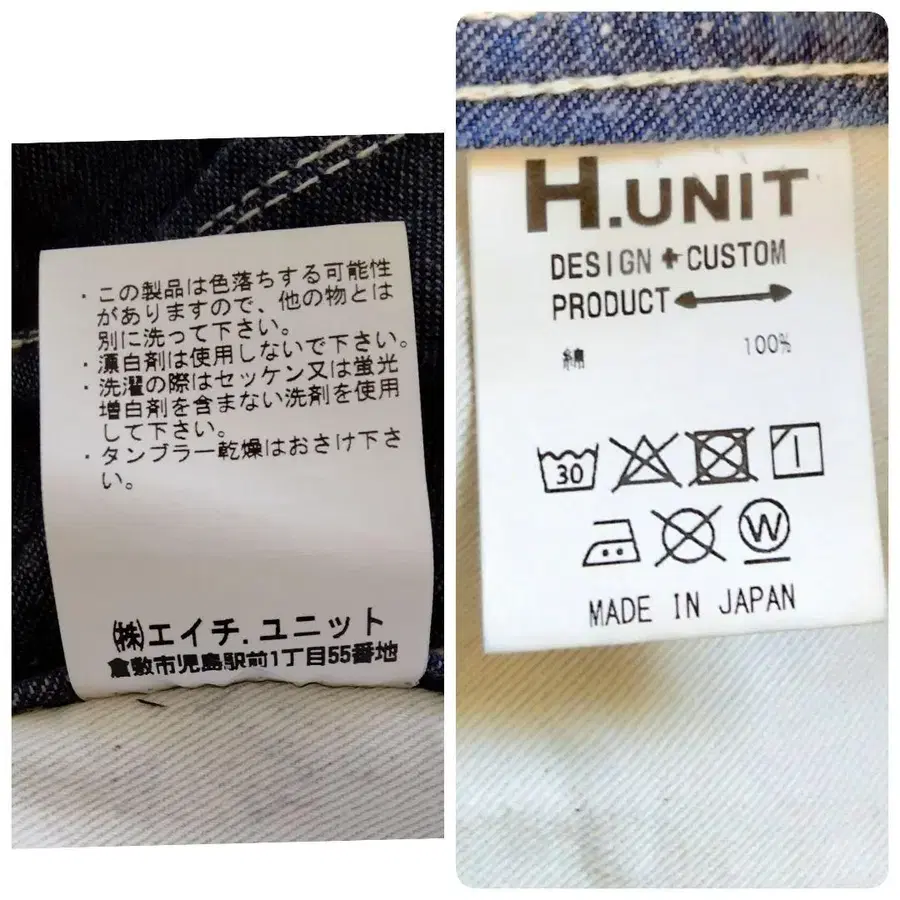 ・この製品は色落ちする可能性
がありますので、他の物とは
別に洗って下さい。
・漂白剤は使用しないで下さい。
・洗濯の際はセッケン又は蛍光
増白剤を含まない洗剤を使用
して下さい。
・タンブラー乾燥はおさけ下さ
い。
㈱エイチ.ユニット
倉敷市児島駅前1丁目55番地
H.UNIT
DESIGN + CUSTOM
PRODUCT
綿 100%
30
W
MADE IN JAPAN